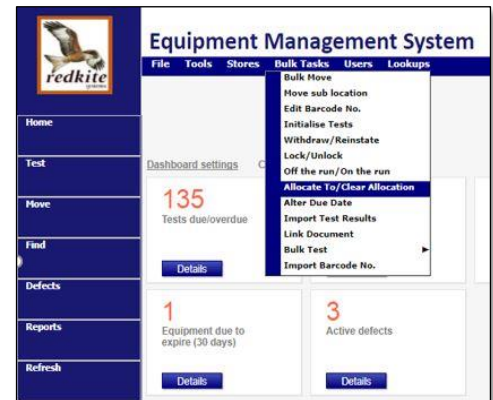 redkite
systems
Equipment Management System
File Tools Stores Bulk Tasks Users Lookups
Bulk Move
Move sub location
Edit Barcode No.
Initialise Tests
Withdraw/Reinstate
Lock/Unlock
Off the run/On the run
Allocate To/Clear Allocation
Alter Due Date
Import Test Results
Link Document
Bulk Test
Import Barcode No.
Home
Test
Move
Find
Defects
Reports
Refresh
Dashboard settings C
135
Tests due/overdue
Details
1
Equipment due to
expire (30 days)
Details
3
Active defects
Details